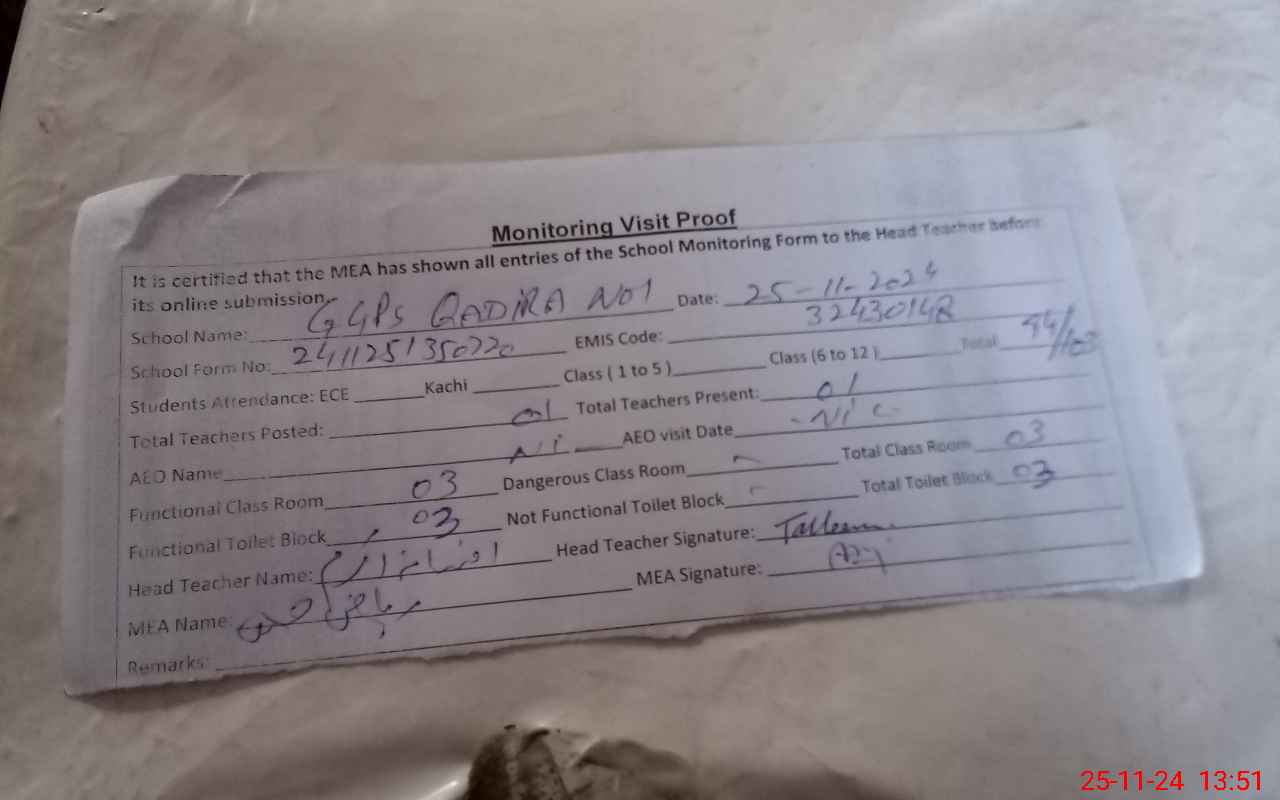 Monitoring Visit Proof
It is certified that the MEA has shown all entries of the School Monitoring Form to the Head Teacher before
its online submission.
School Name: GGPS QADIRA NO1 Date: 25-11-2024
School Form No: 2411251350720 EMIS Code: 32430148
Students Attendance: ECE Kachi Class ( 1 to 5 ) Class (6 to 12 ) Total 94/103
Total Teachers Posted: 01 Total Teachers Present: 01
AEO Name Nil AEO visit Date Nil
Functional Class Room 03 Dangerous Class Room - Total Class Room 03
Functional Toilet Block 03 Not Functional Toilet Block - Total Toilet Block 03
Head Teacher Name: Head Teacher Signature:
MEA Name: MEA Signature:
Remarks:
25-11-24 13:51